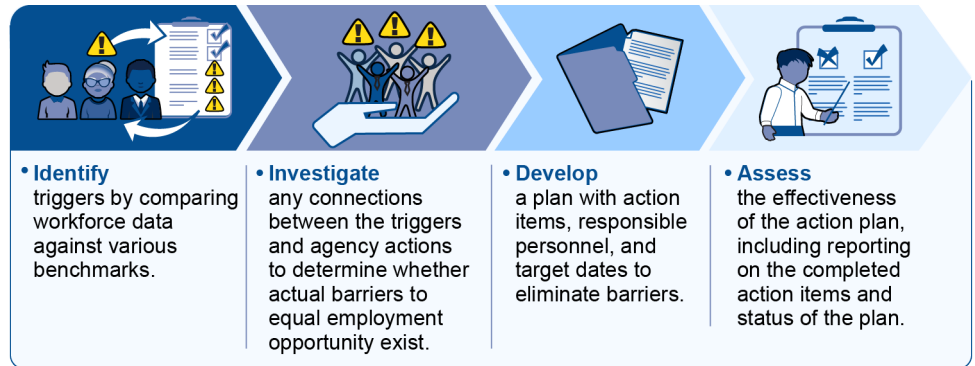 • Identify
triggers by comparing
workforce data
against various
benchmarks.
• Investigate
any connections
between the triggers
and agency actions
to determine whether
actual barriers to
equal employment
opportunity exist.
• Develop
a plan with action
items, responsible
personnel, and
target dates to
eliminate barriers.
• Assess
the effectiveness
of the action plan,
including reporting
on the completed
action items and
status of the plan.